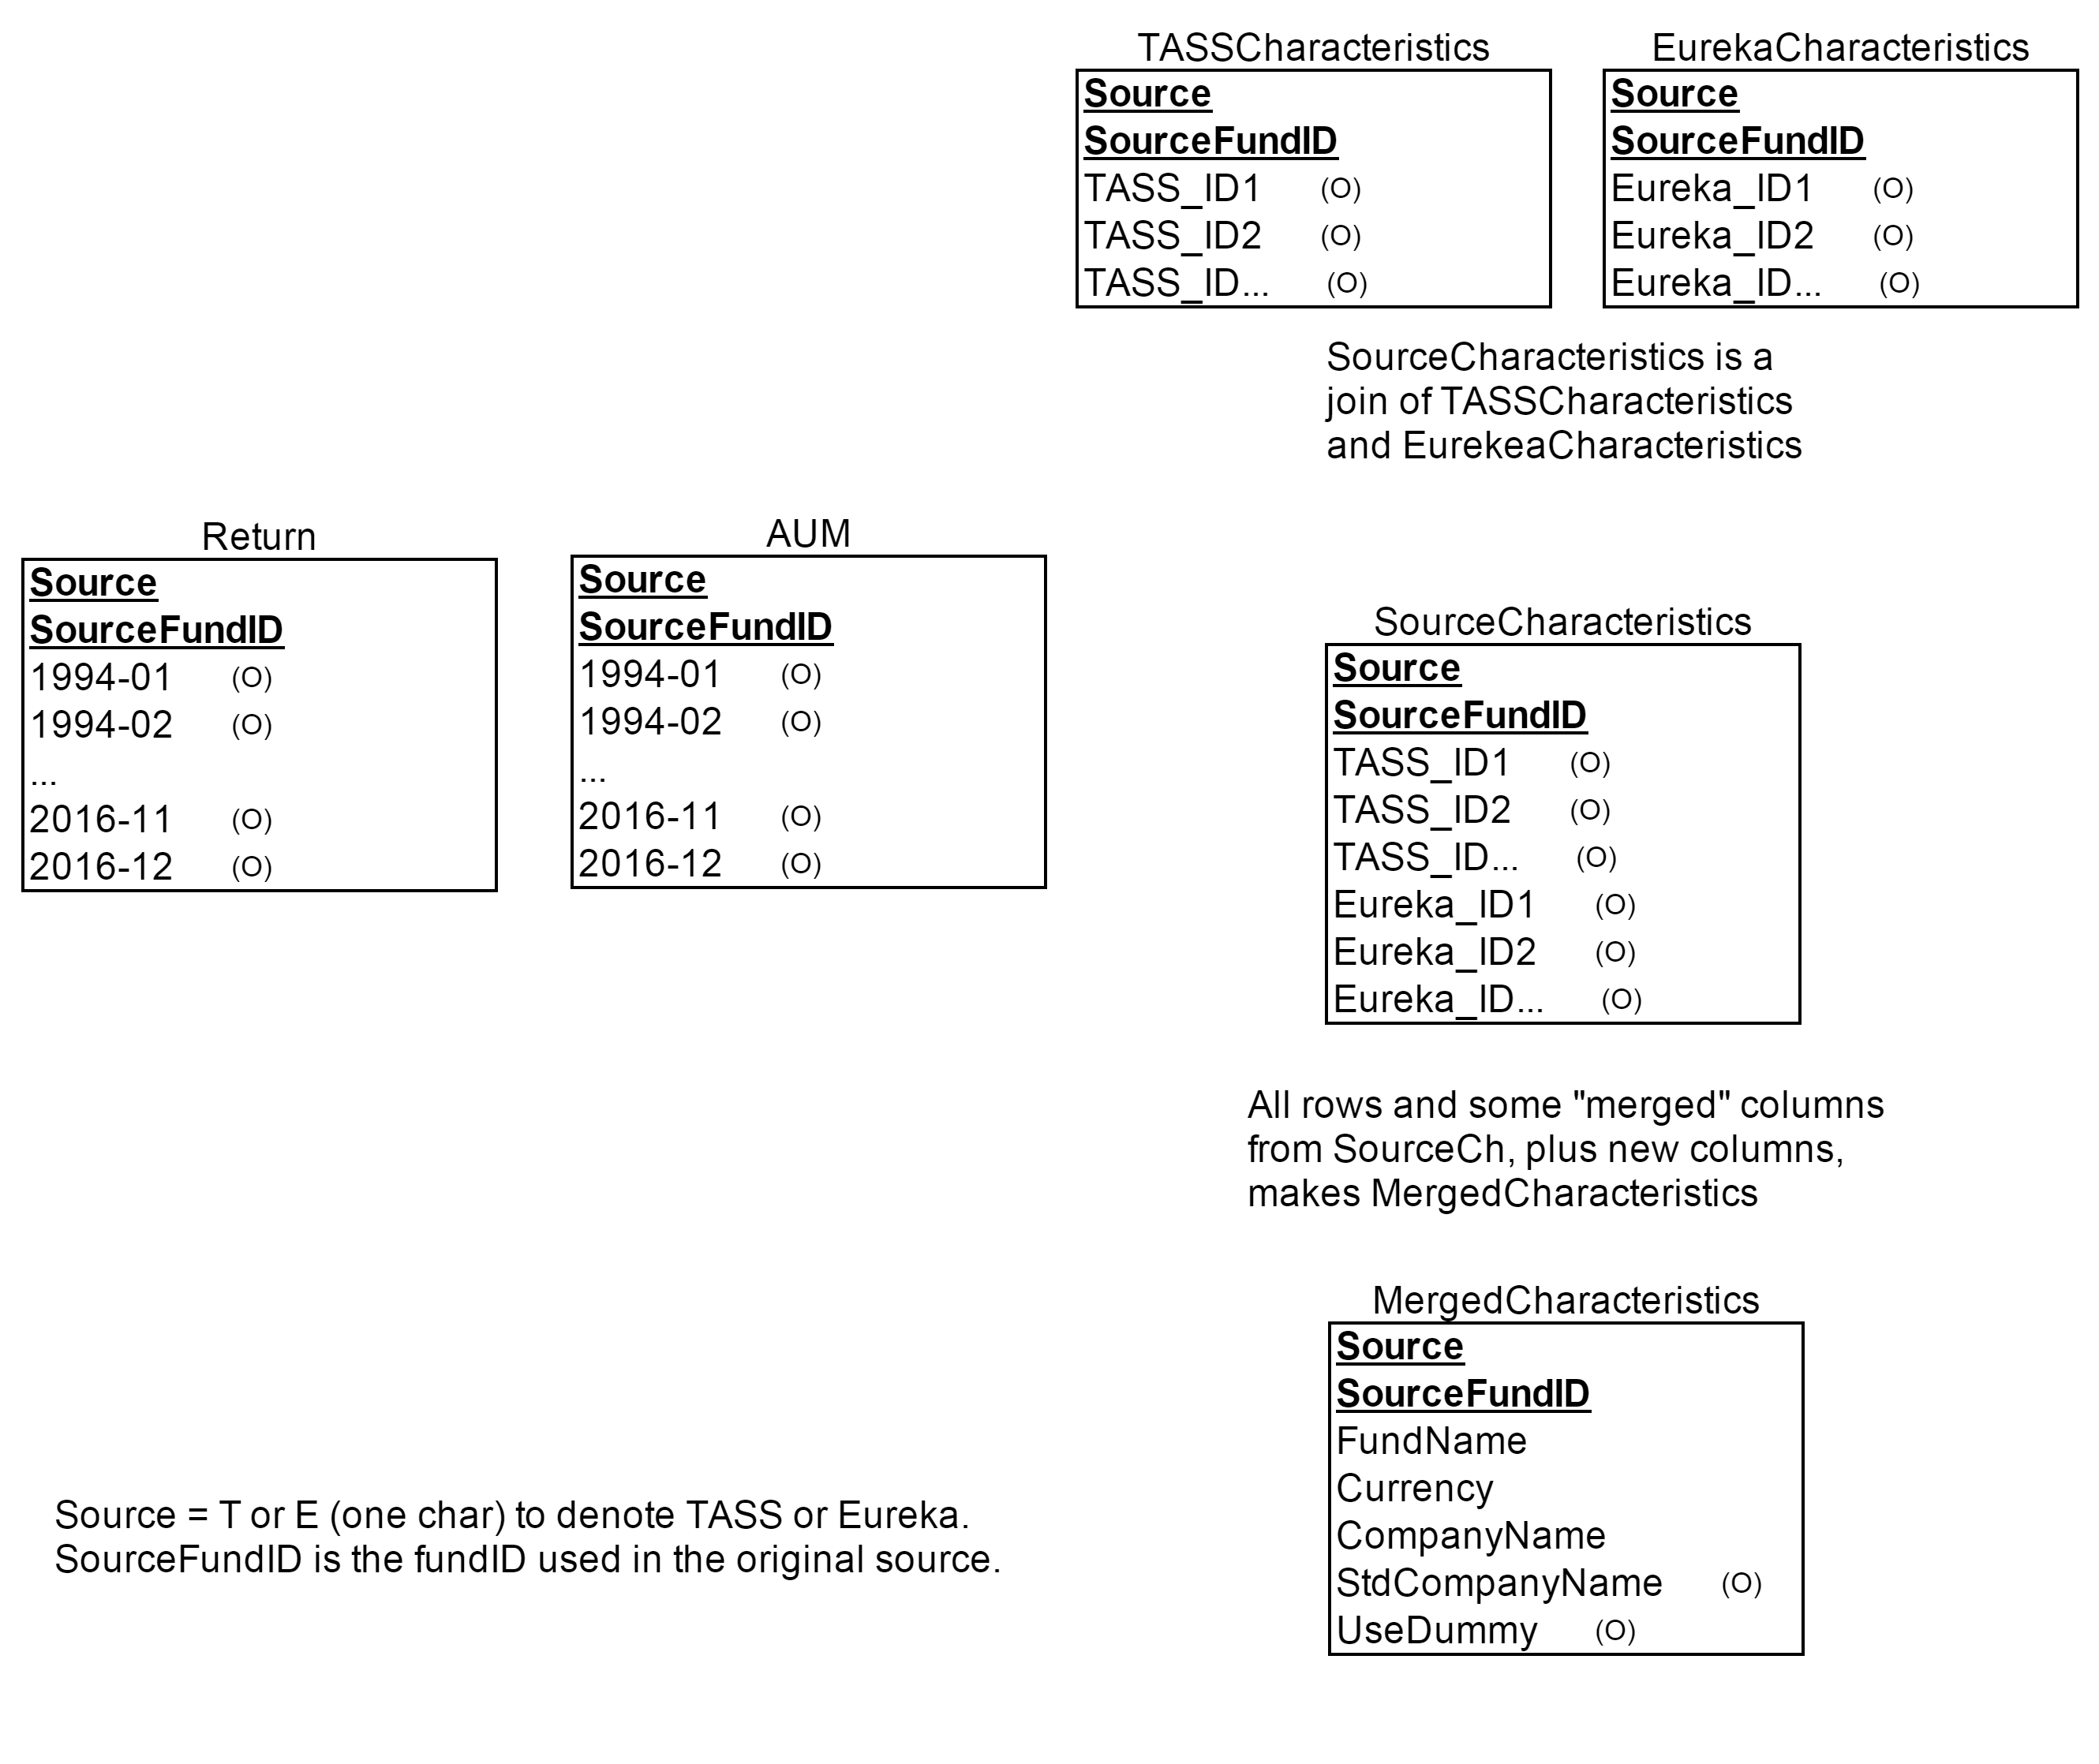 TASSCharacteristics
Source
SourceFundID
TASS_ID1 (O)
TASS_ID2 (O)
TASS_ID... (O)
EurekaCharacteristics
Source
SourceFundID
Eureka_ID1 (O)
Eureka_ID2 (O)
Eureka_ID... (O)
SourceCharacteristics is a
join of TASSCharacteristics
and EurekeaCharacteristics
Return
Source
SourceFundID
1994-01 (O)
1994-02 (O)
...
2016-11 (O)
2016-12 (O)
AUM
Source
SourceFundID
1994-01 (O)
1994-02 (O)
...
2016-11 (O)
2016-12 (O)
SourceCharacteristics
Source
SourceFundID
TASS_ID1 (O)
TASS_ID2 (O)
TASS_ID... (O)
Eureka_ID1 (O)
Eureka_ID2 (O)
Eureka_ID... (O)
All rows and some "merged" columns
from SourceCh, plus new columns,
makes MergedCharacteristics
MergedCharacteristics
Source
SourceFundID
FundName
Currency
CompanyName
StdCompanyName (O)
UseDummy (O)
Source = T or E (one char) to denote TASS or Eureka.
SourceFundID is the fundID used in the original source.